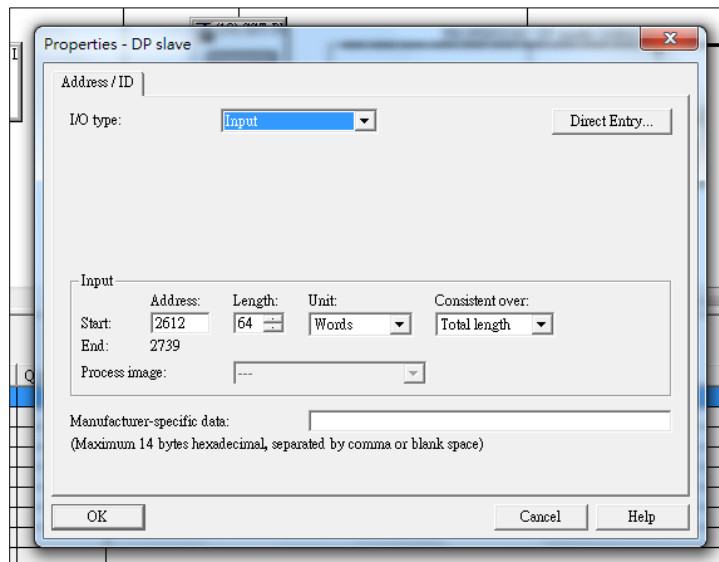 Properties - DP slave
Address / ID
I/O type:
Input
Direct Entry...
Input
Address:
Length:
Unit:
Consistent over:
Start:
2612
64
Words
Total length
End:
2739
Process image:
---
Manufacturer-specific data:
(Maximum 14 bytes hexadecimal, separated by comma or blank space)
OK
Cancel
Help